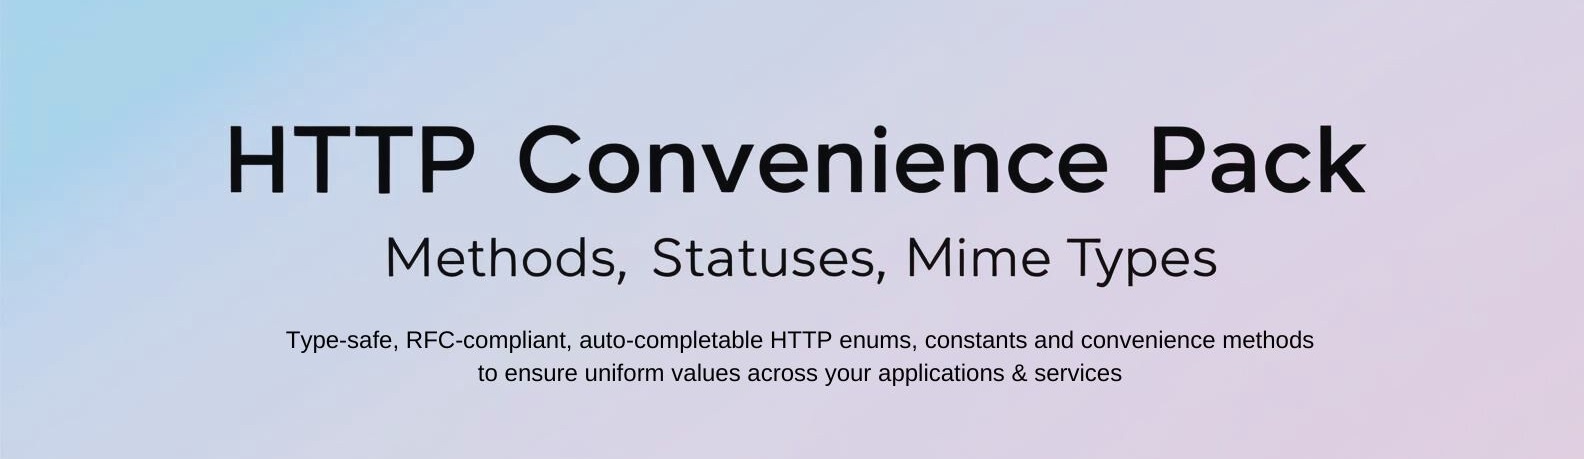 HTTP Convenience Pack
Methods, Statuses, Mime Types
Type-safe, RFC-compliant, auto-completable HTTP enums, constants and convenience methods
to ensure uniform values across your applications & services